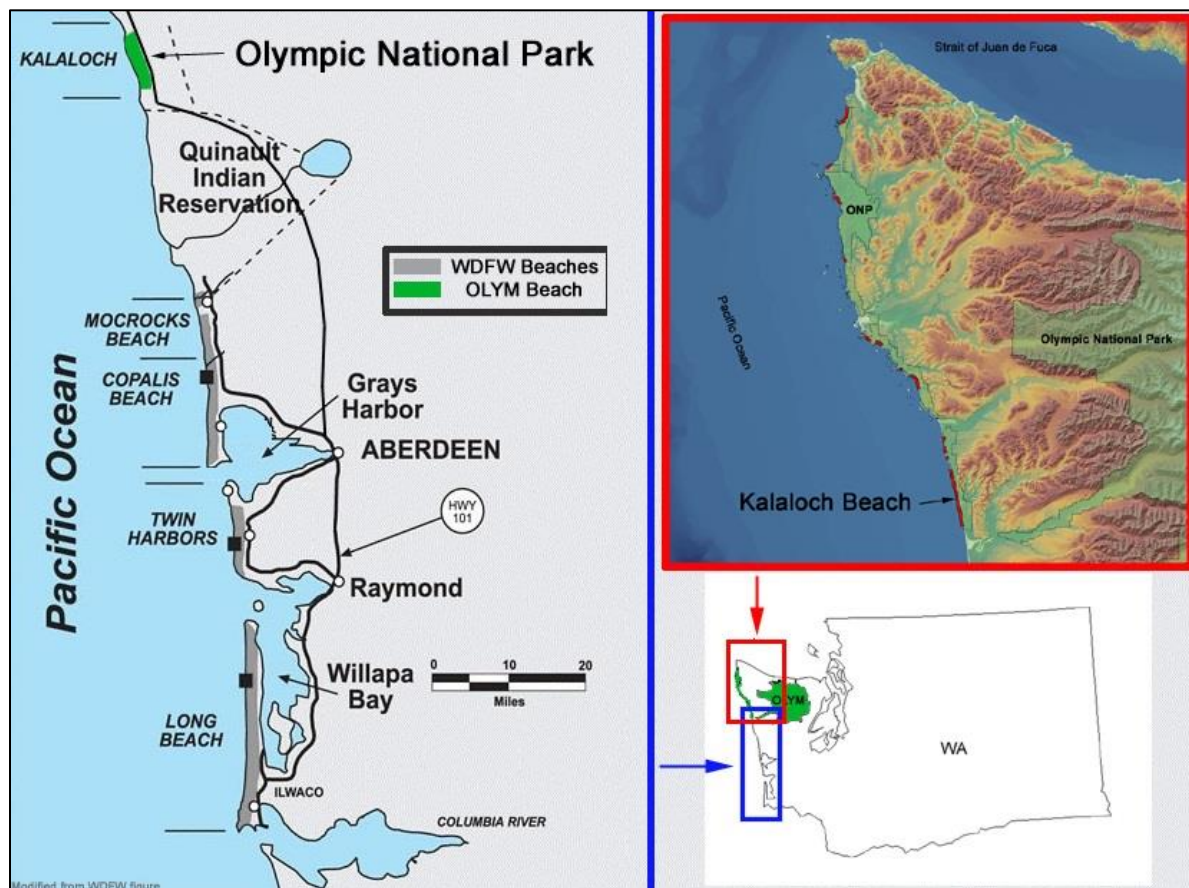 KALALOCH
Olympic National Park
Quinault
Indian
Reservation
WDFW Beaches
OLYM Beach
MOCROCKS
BEACH
COPALIS
BEACH
Pacific Ocean
Grays
Harbor
ABERDEEN
TWIN
HARBORS
HWY
101
Raymond
Willapa
Bay
0 10 20
Miles
LONG
BEACH
ILWACO
COLUMBIA RIVER
Modified from WDFW figure
Strait of Juan de Fuca
ONP
Pacific Ocean
Olympic National Park
Kalaloch Beach
OLYM
WA